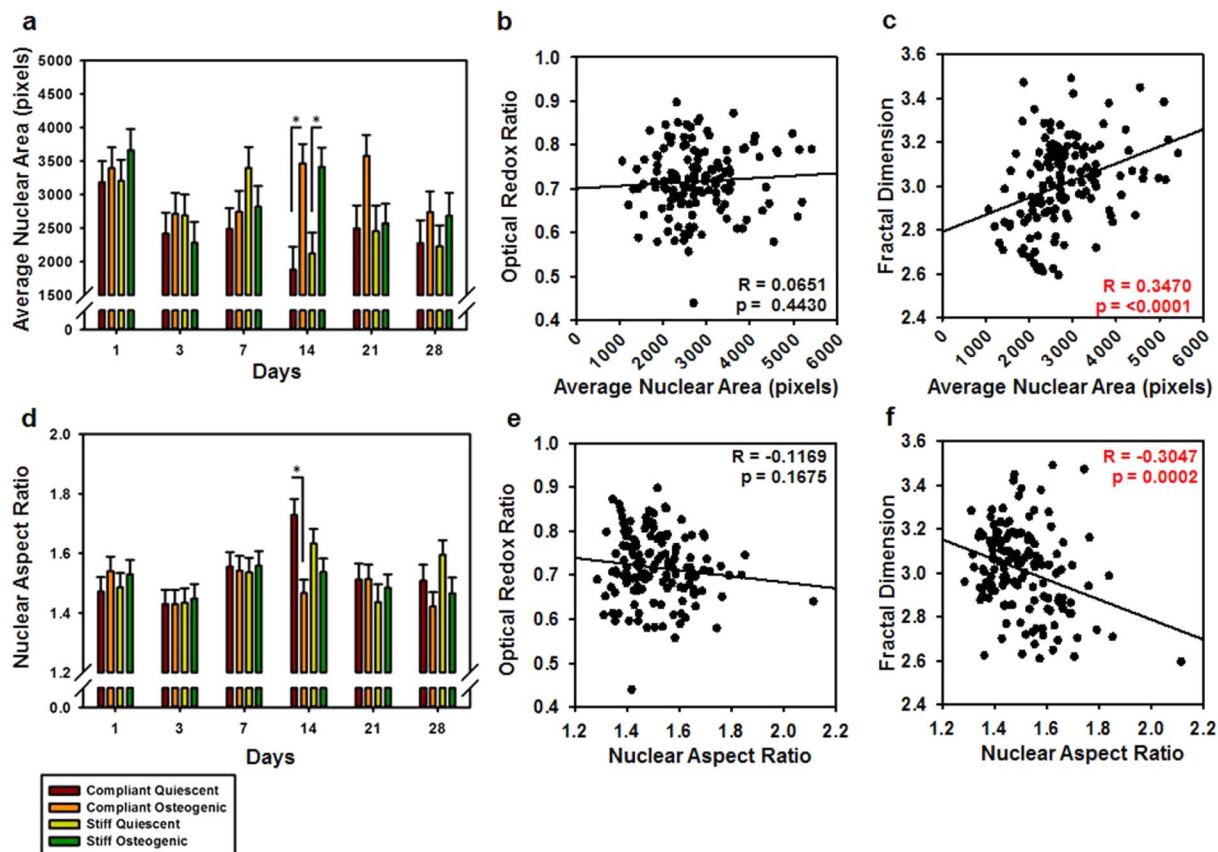 a
Average Nuclear Area (pixels)
5000
4500
4000
3500
3000
2500
2000
1500
0
*
*
1 3 7 14 21 28
Days
b
Optical Redox Ratio
1.0
0.9
0.8
0.7
0.6
0.5
0.4
R = 0.0651
p = 0.4430
0 1000 2000 3000 4000 5000 6000
Average Nuclear Area (pixels)
c
Fractal Dimension
3.6
3.4
3.2
3.0
2.8
2.6
2.4
R = 0.3470
p = <0.0001
0 1000 2000 3000 4000 5000 6000
Average Nuclear Area (pixels)
d
Nuclear Aspect Ratio
2.0
1.8
1.6
1.4
1.2
0.0
*
1 3 7 14 21 28
Days
e
Optical Redox Ratio
1.0
0.9
0.8
0.7
0.6
0.5
0.4
R = -0.1169
p = 0.1675
1.2 1.4 1.6 1.8 2.0 2.2
Nuclear Aspect Ratio
f
Fractal Dimension
3.6
3.4
3.2
3.0
2.8
2.6
2.4
R = -0.3047
p = 0.0002
1.2 1.4 1.6 1.8 2.0 2.2
Nuclear Aspect Ratio
Compliant Quiescent
Compliant Osteogenic
Stiff Quiescent
Stiff Osteogenic